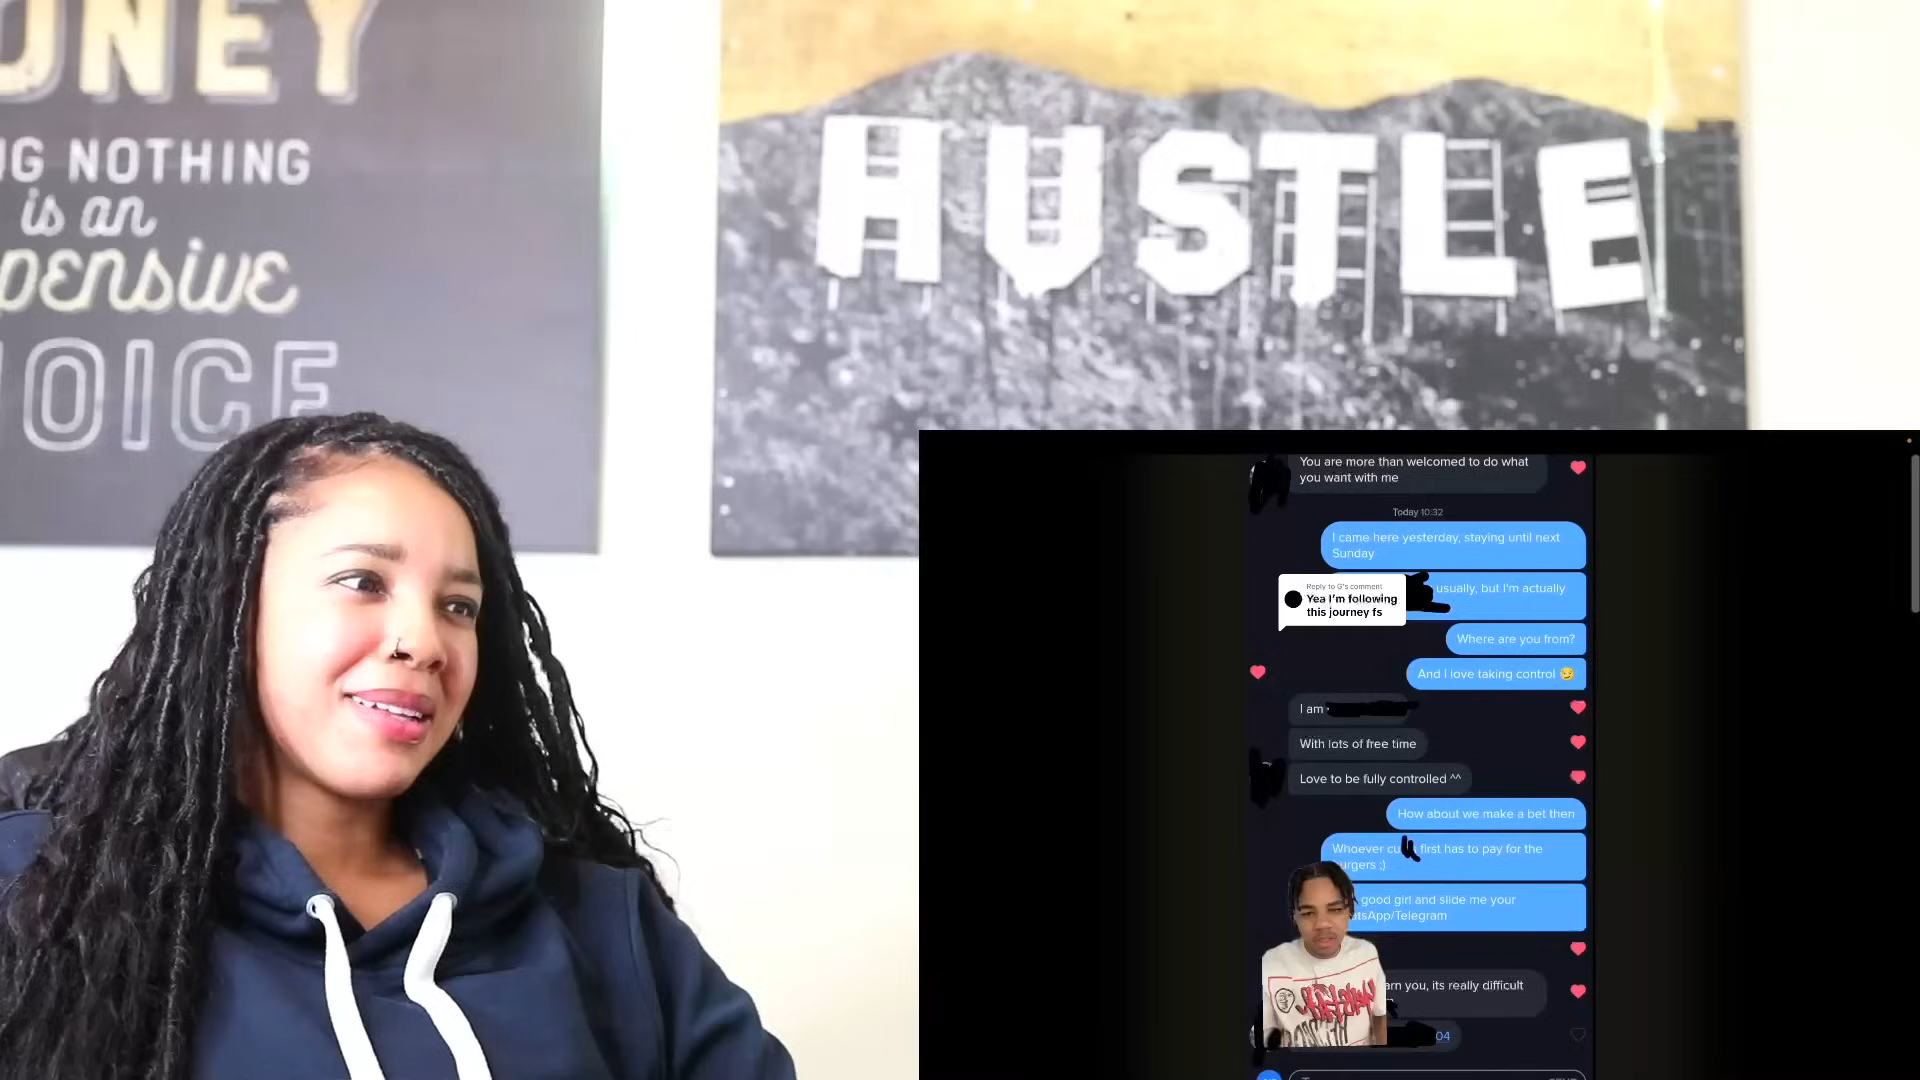 ONEY
NG NOTHING
is an
pensive
HOICE
HUSTLE
You are more than welcomed to do what
you want with me
Today 10:32
I came here yesterday, staying until next
Sunday
Reply to G's comment
Yea I'm following
this journey fs
usually, but I'm actually
Where are you from?
And I love taking control 😏
I am
With lots of free time
Love to be fully controlled ^^
How about we make a bet then
Whoever cu first has to pay for the
urgers ;)
good girl and slide me your
atsApp/Telegram
arn you, its really difficult
04